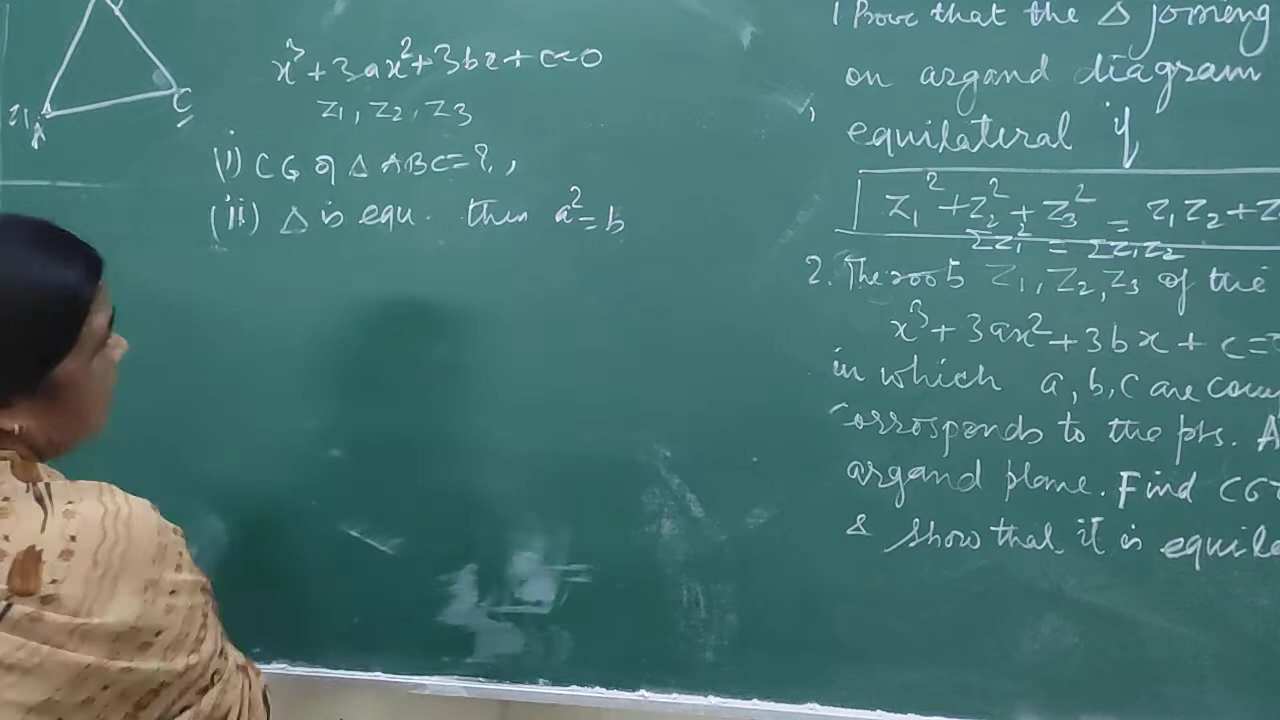 x³+3ax²+3bx+c=0
z₁, z₂, z₃
(i) CG of Δ ABC=?,
(ii) Δ is equ. then a²=b
z₁
A
C
1. Prove that the Δ joining
on argand diagram
equilateral if
z₁²+z₂²+z₃² = z₁z₂+z
Σz₁² = Σz₁z₂
2. The roots z₁, z₂, z₃ of the
x³+3ax²+3bx+c=
in which a, b, c are com
corresponds to the pts. A
argand plane. Find CG
& show that it is equila